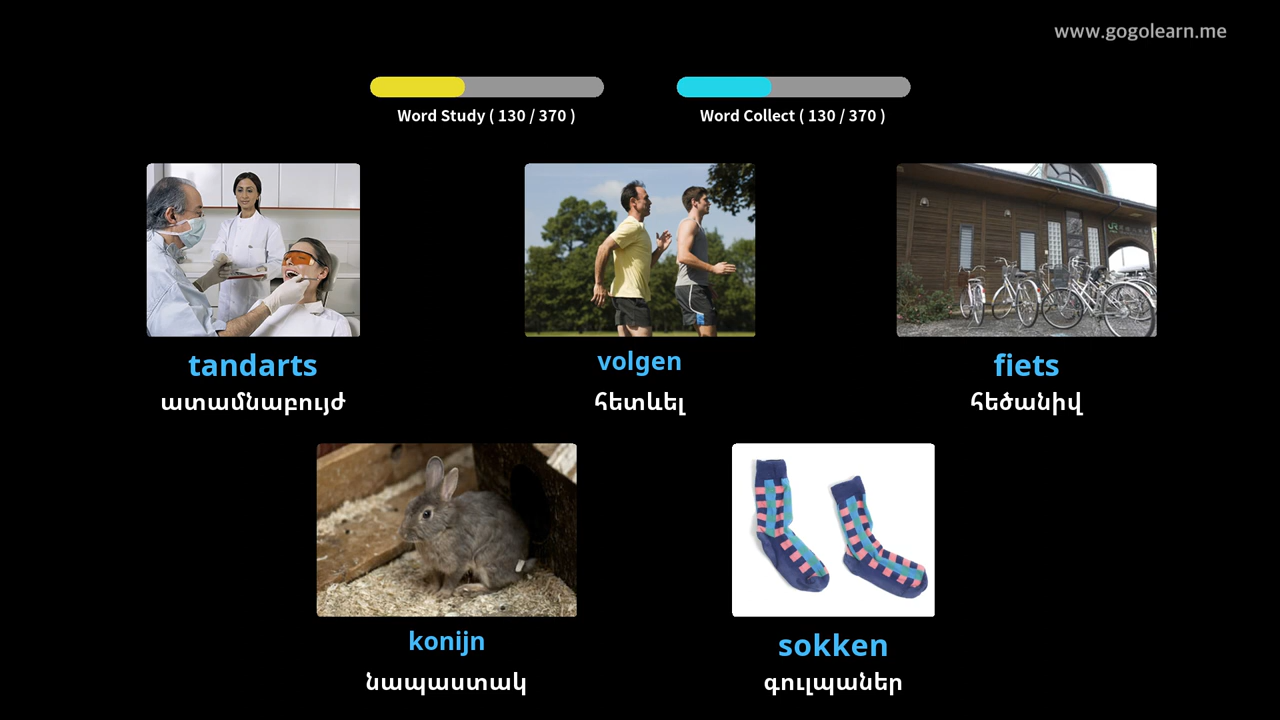 www.gogolearn.me
Word Study ( 130 / 370 )
Word Collect ( 130 / 370 )
tandarts
volgen
fiets
ատամնաբույժ
հետևել
հեծանիվ
konijn
sokken
նապաստակ
գուլպաներ